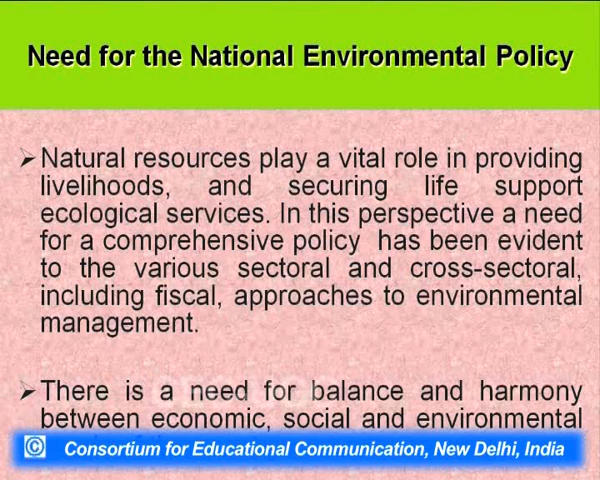 Need for the National Environmental Policy
➢ Natural resources play a vital role in providing
livelihoods, and securing life support
ecological services. In this perspective a need
for a comprehensive policy has been evident
to the various sectoral and cross-sectoral,
including fiscal, approaches to environmental
management.
➢ There is a need for balance and harmony
between economic, social and environmental
© Consortium for Educational Communication, New Delhi, India